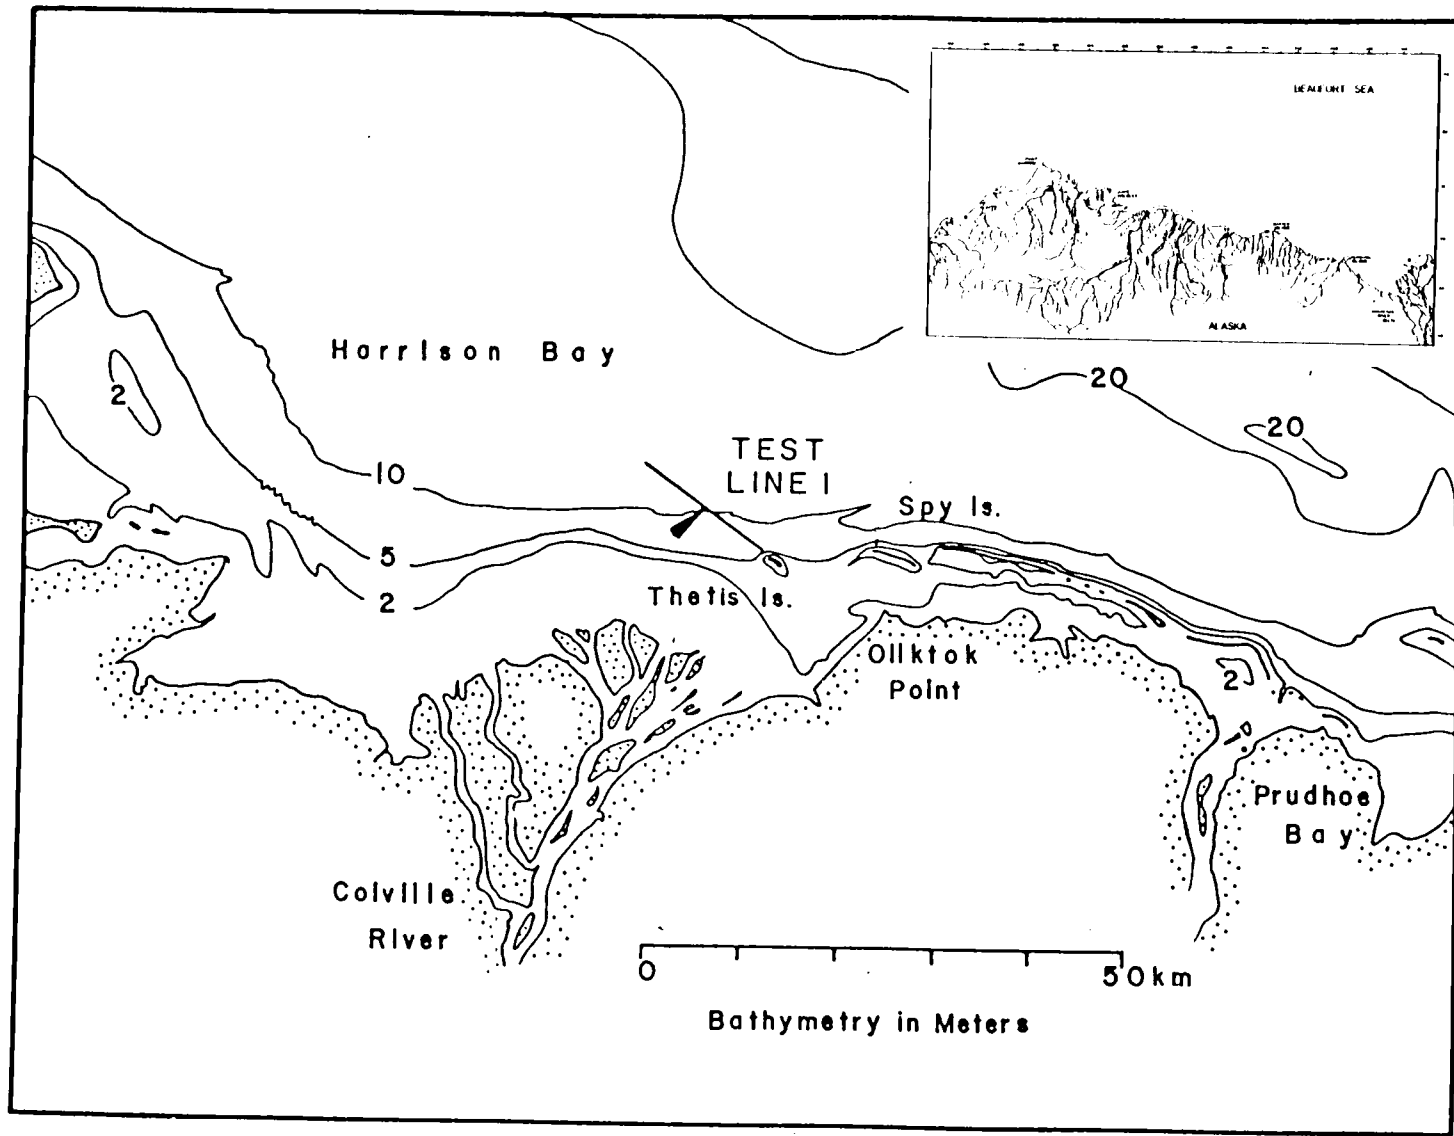 BEAUFORT SEA
ALASKA
Harrison Bay
20
20
2
TEST
LINE 1
10
Spy Is.
5
2
Thetis Is.
Oliktok
Point
2
Prudhoe
Bay
Colville
River
0
50km
Bathymetry in Meters